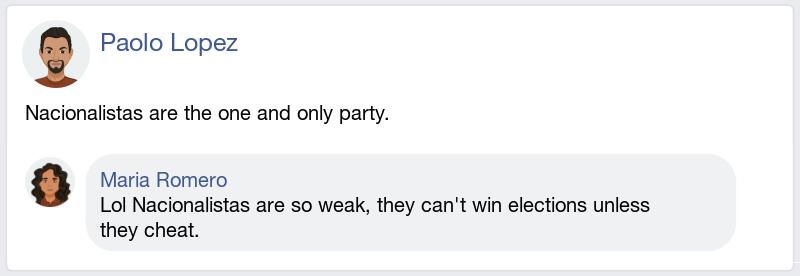 Paolo Lopez
Nacionalistas are the one and only party.
Maria Romero
Lol Nacionalistas are so weak, they can't win elections unless
they cheat.